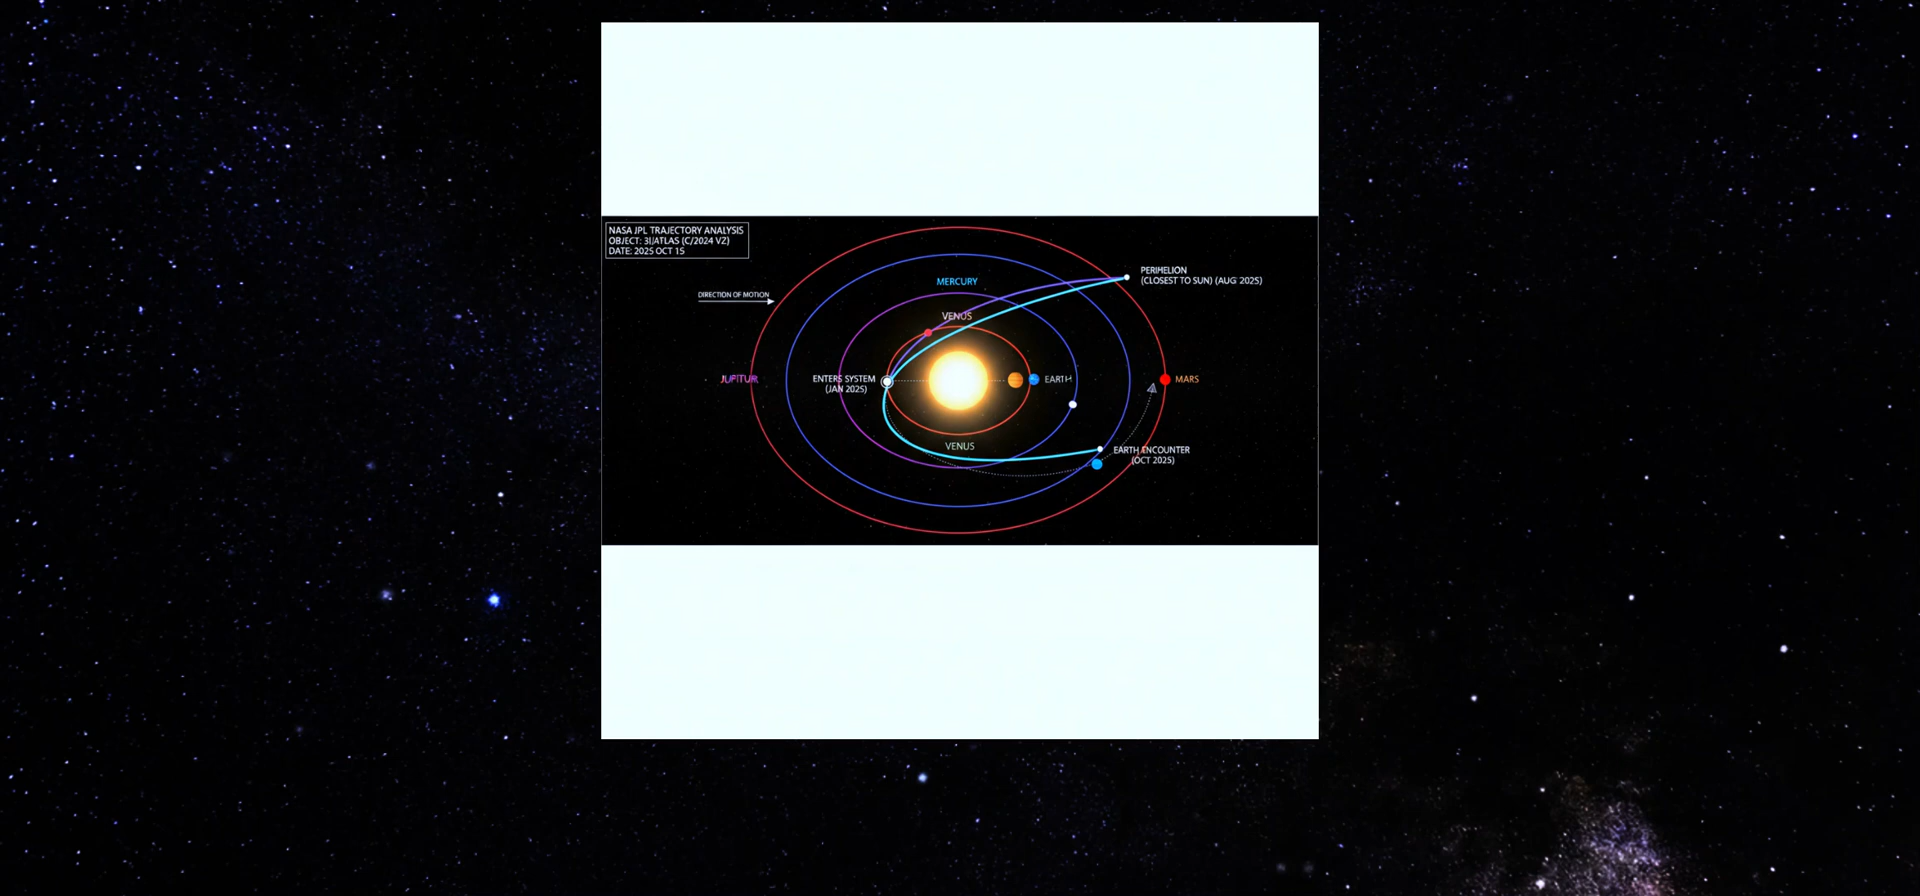 NASA JPL TRAJECTORY ANALYSIS
OBJECT: 3I/ATLAS (C/2024 VZ)
DATE: 2025 OCT 15
PERIHELION
(CLOSEST TO SUN) (AUG 2025)
MERCURY
DIRECTION OF MOTION
VENUS
JUPITUR
ENTERS SYSTEM
(JAN 2025)
EARTH
MARS
VENUS
EARTH ENCOUNTER
(OCT 2025)